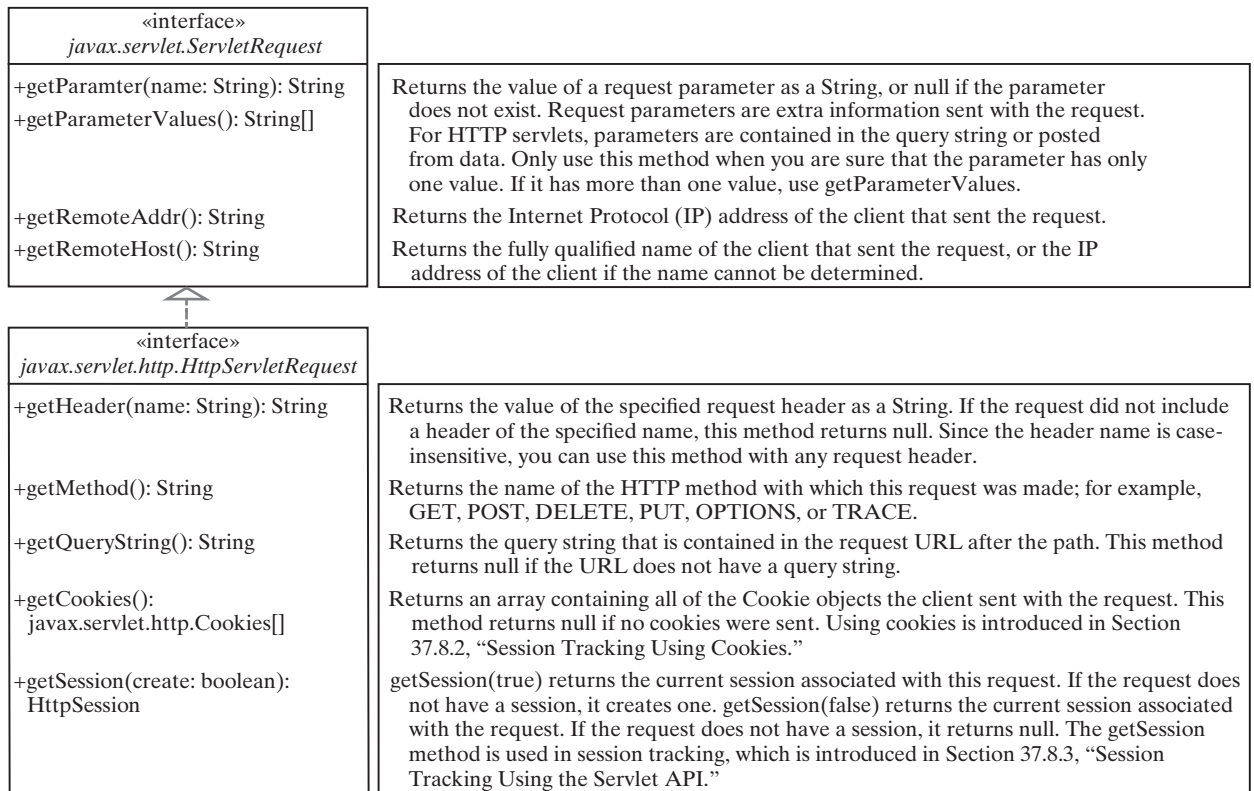 «interface»
javax.servlet.ServletRequest
+getParamter(name: String): String
+getParameterValues(): String[]
Returns the value of a request parameter as a String, or null if the parameter
does not exist. Request parameters are extra information sent with the request.
For HTTP servlets, parameters are contained in the query string or posted
from data. Only use this method when you are sure that the parameter has only
one value. If it has more than one value, use getParameterValues.
+getRemoteAddr(): String
Returns the Internet Protocol (IP) address of the client that sent the request.
+getRemoteHost(): String
Returns the fully qualified name of the client that sent the request, or the IP
address of the client if the name cannot be determined.
«interface»
javax.servlet.http.HttpServletRequest
+getHeader(name: String): String
Returns the value of the specified request header as a String. If the request did not include
a header of the specified name, this method returns null. Since the header name is case-
insensitive, you can use this method with any request header.
+getMethod(): String
Returns the name of the HTTP method with which this request was made; for example,
GET, POST, DELETE, PUT, OPTIONS, or TRACE.
+getQueryString(): String
Returns the query string that is contained in the request URL after the path. This method
returns null if the URL does not have a query string.
+getCookies():
javax.servlet.http.Cookies[]
Returns an array containing all of the Cookie objects the client sent with the request. This
method returns null if no cookies were sent. Using cookies is introduced in Section
37.8.2, “Session Tracking Using Cookies.”
+getSession(create: boolean):
HttpSession
getSession(true) returns the current session associated with this request. If the request does
not have a session, it creates one. getSession(false) returns the current session associated
with the request. If the request does not have a session, it returns null. The getSession
method is used in session tracking, which is introduced in Section 37.8.3, “Session
Tracking Using the Servlet API.”